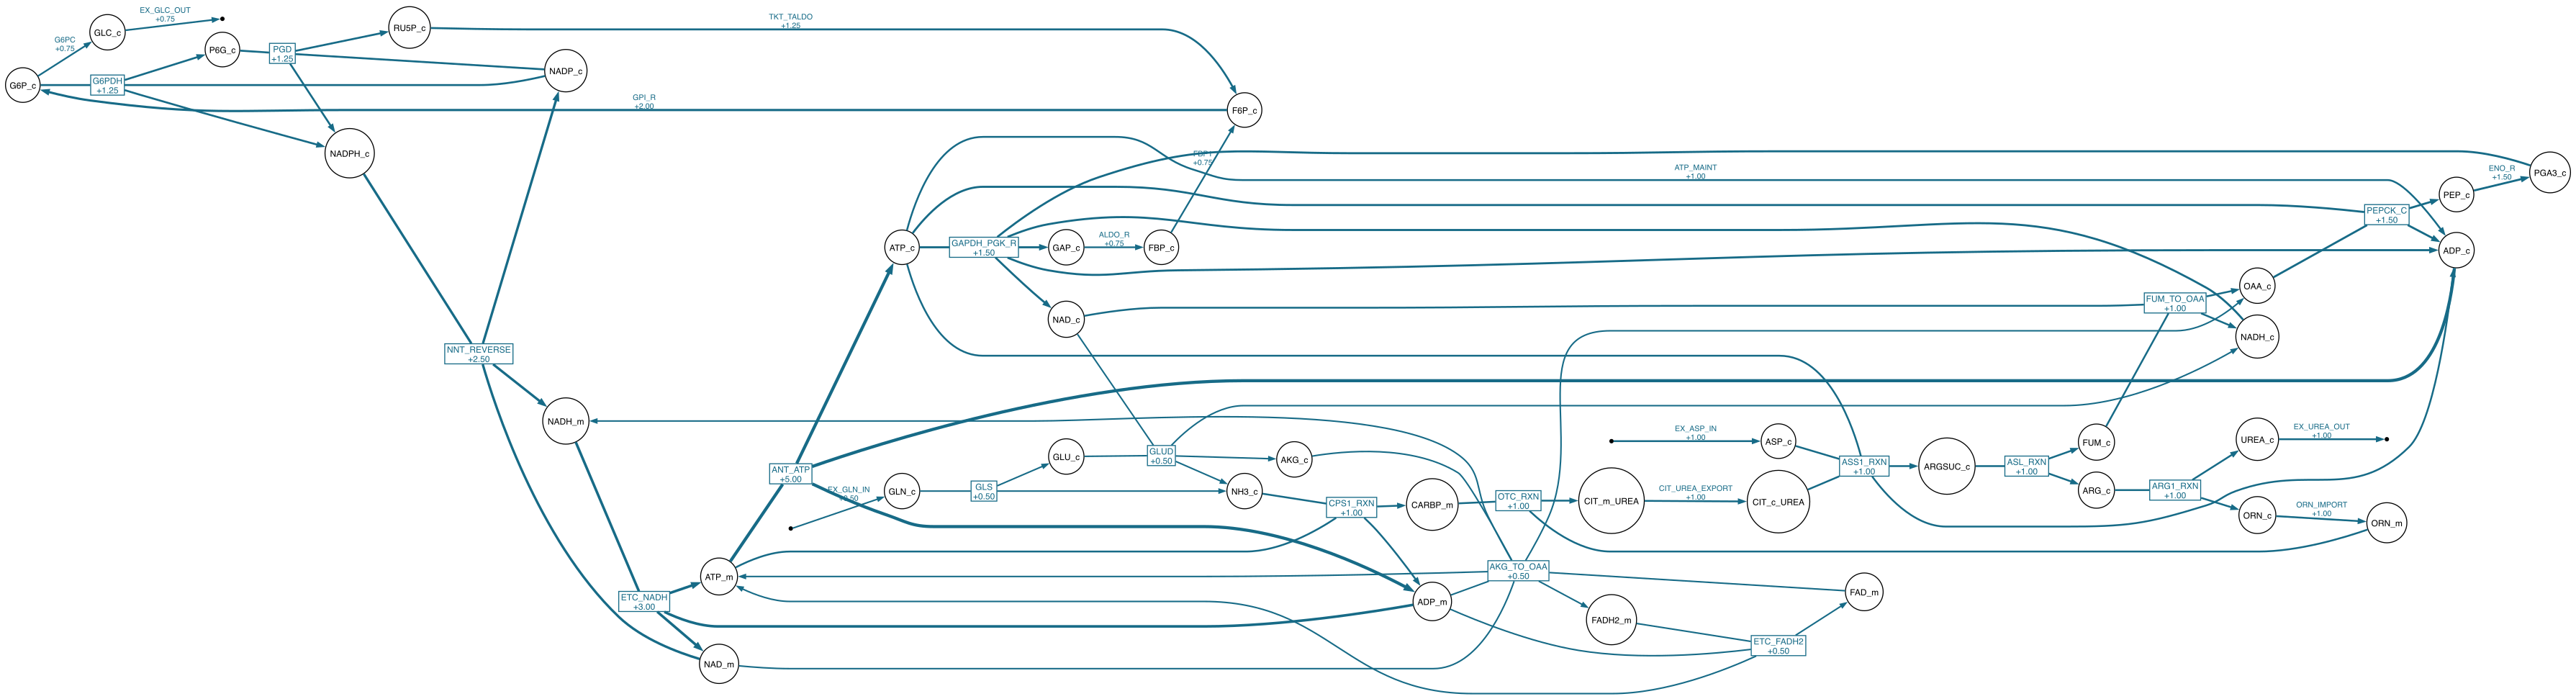 EX_GLC_OUT
+0.75
TKT_TALDO
+1.25
G6PC
+0.75
GLC_c
RU5P_c
P6G_c
PGD
+1.25
NADP_c
G6P_c
G6PDH
+1.25
GPI_R
+2.00
F6P_c
NADPH_c
FBP1
+0.75
ATP_MAINT
+1.00
ENO_R
+1.50
PGA3_c
PEP_c
PEPCK_C
+1.50
ATP_c
GAPDH_PGK_R
+1.50
GAP_c
ALDO_R
+0.75
FBP_c
ADP_c
OAA_c
FUM_TO_OAA
+1.00
NAD_c
NADH_c
NNT_REVERSE
+2.50
NADH_m
EX_ASP_IN
+1.00
ASP_c
FUM_c
UREA_c
EX_UREA_OUT
+1.00
GLU_c
GLUD
+0.50
AKG_c
ASS1_RXN
+1.00
ARGSUC_c
ASL_RXN
+1.00
ANT_ATP
+5.00
EX_GLN_IN
+0.50
GLN_c
GLS
+0.50
NH3_c
CPS1_RXN
+1.00
CARBP_m
OTC_RXN
+1.00
CIT_m_UREA
CIT_UREA_EXPORT
+1.00
CIT_c_UREA
ARG_c
ARG1_RXN
+1.00
ORN_c
ORN_IMPORT
+1.00
ORN_m
ATP_m
AKG_TO_OAA
+0.50
ETC_NADH
+3.00
ADP_m
FADH2_m
FAD_m
ETC_FADH2
+0.50
NAD_m